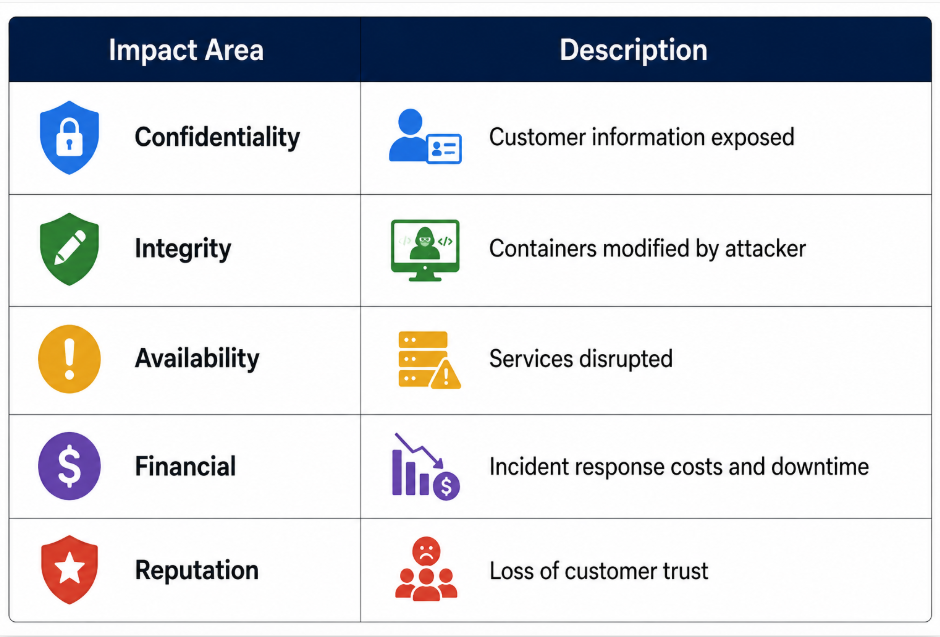 Impact Area
Description
Confidentiality
Customer information exposed
Integrity
Containers modified by attacker
Availability
Services disrupted
Financial
Incident response costs and downtime
Reputation
Loss of customer trust